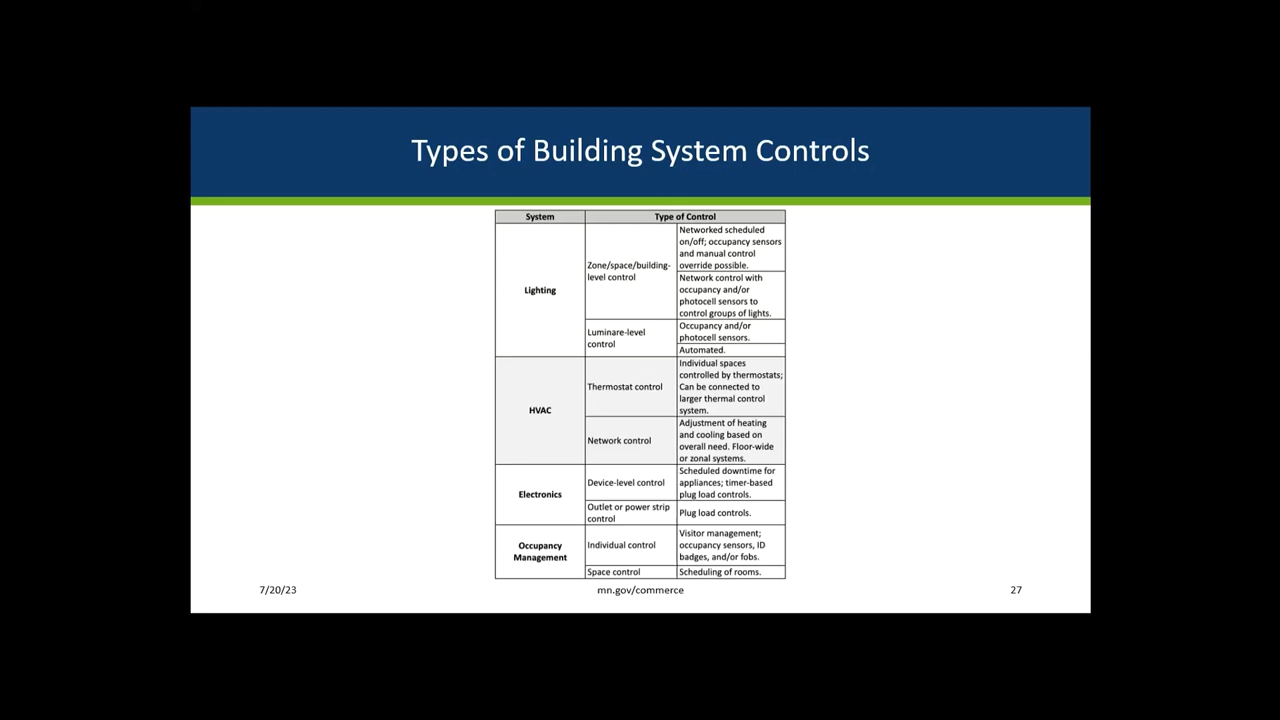 Types of Building System Controls
System
Type of Control
Lighting
Zone/space/building-
level control
Networked scheduled
on/off; occupancy sensors
and manual control
override possible.
Network control with
occupancy and/or
photocell sensors to
control groups of lights.
Luminare-level
control
Occupancy and/or
photocell sensors.
Automated.
HVAC
Thermostat control
Individual spaces
controlled by thermostats;
Can be connected to
larger thermal control
system.
Network control
Adjustment of heating
and cooling based on
overall need. Floor-wide
or zonal systems.
Electronics
Device-level control
Scheduled downtime for
appliances; timer-based
plug load controls.
Outlet or power strip
control
Plug load controls.
Occupancy
Management
Individual control
Visitor management;
occupancy sensors, ID
badges, and/or fobs.
Space control
Scheduling of rooms.
7/20/23
mn.gov/commerce
27